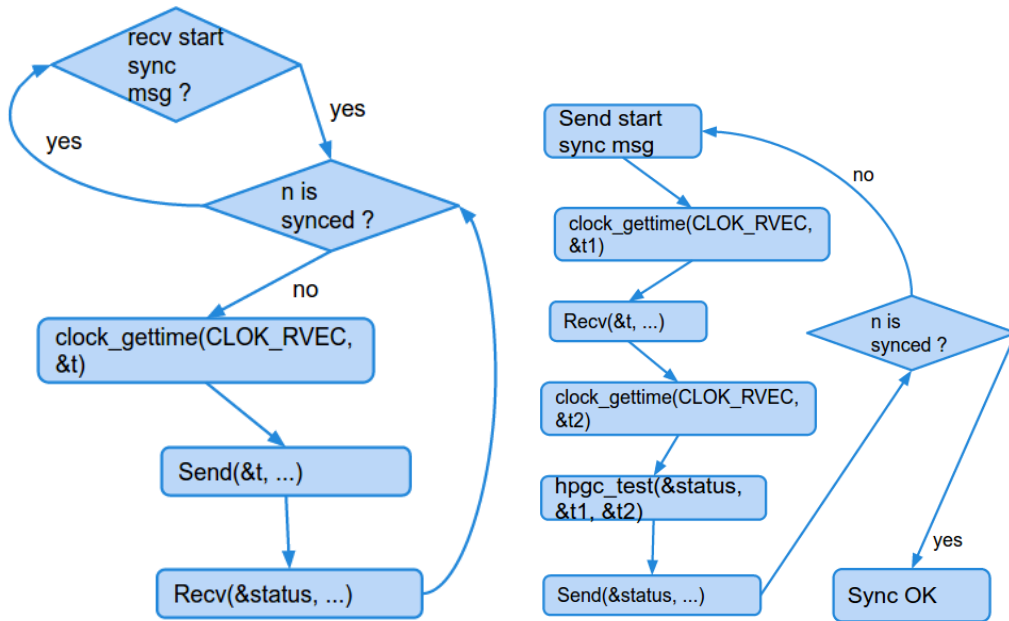 recv start
sync
msg ?
yes
yes
n is
synced ?
no
clock_gettime(CLOK_RVEC,
&t)
Send(&t, ...)
Recv(&status, ...)
Send start
sync msg
no
clock_gettime(CLOK_RVEC,
&t1)
Recv(&t, ...)
n is
synced ?
clock_gettime(CLOK_RVEC,
&t2)
hpgc_test(&status,
&t1, &t2)
yes
Send(&status, ...)
Sync OK